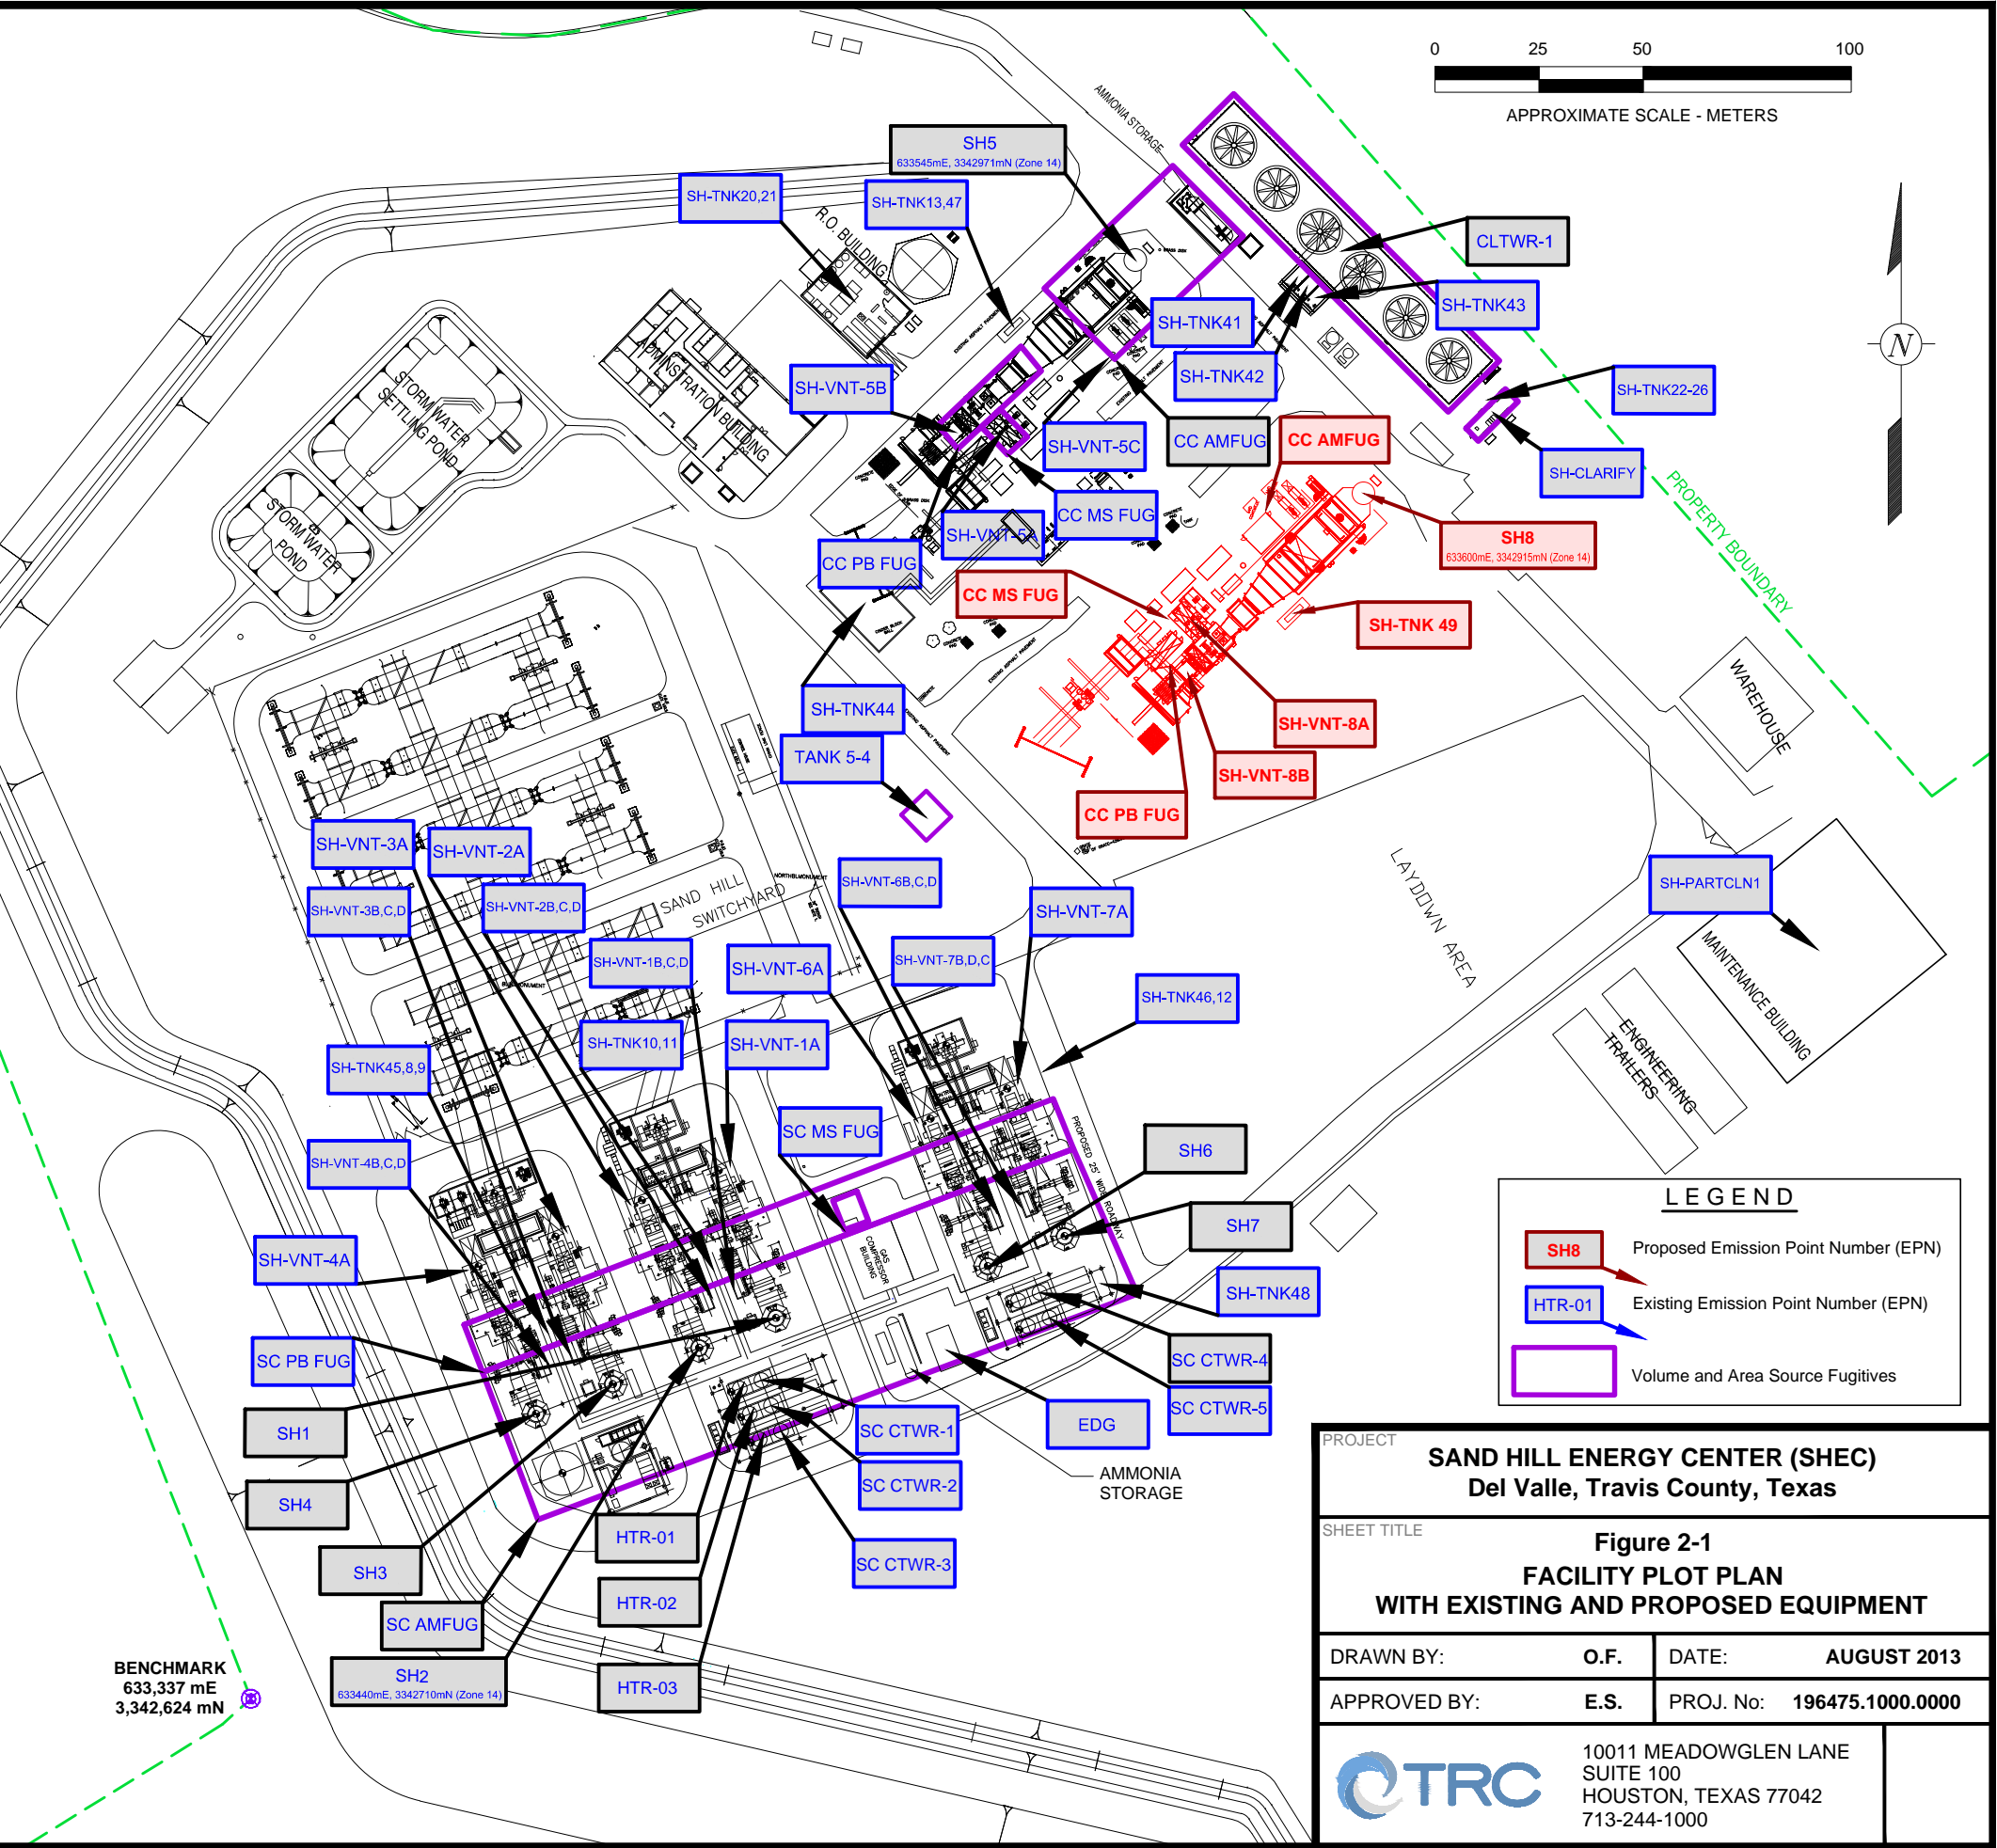 0 25 50 100
APPROXIMATE SCALE - METERS
AMMONIA STORAGE
SH5
633545mE, 3342971mN (Zone 14)
SH-TNK20,21
SH-TNK13,47
R.O. BUILDING
CLTWR-1
SH-TNK43
SH-TNK41
SH-TNK42
SH-TNK22-26
SH-CLARIFY
N
STORM WATER
SETTLING POND
STORM WATER
POND
ADMINSTRATION BUILDING
SH-VNT-5B
SH-VNT-5C
CC AMFUG
CC AMFUG
CC MS FUG
SH-VNT-5A
CC PB FUG
SH8
633600mE, 3342915mN (Zone 14)
PROPERTY BOUNDARY
CC MS FUG
SH-TNK 49
SH-VNT-8A
SH-VNT-8B
CC PB FUG
SH-TNK44
TANK 5-4
WAREHOUSE
SH-VNT-3A
SH-VNT-2A
SH-VNT-3B,C,D
SH-VNT-2B,C,D
SAND HILL
SWITCHYARD
SH-VNT-6B,C,D
SH-VNT-7A
SH-VNT-1B,C,D
SH-VNT-6A
SH-VNT-7B,D,C
LAYDOWN AREA
SH-PARTCLN1
MAINTENANCE BUILDING
ENGINEERING
TRAILERS
SH-TNK46,12
SH-TNK45,8,9
SH-TNK10,11
SH-VNT-1A
SC MS FUG
SH-VNT-4B,C,D
PROPOSED 25' WIDE ROADWAY
SH6
SH7
SH-VNT-4A
GAS
COMPRESSOR
BUILDING
SH-TNK48
SC PB FUG
SC CTWR-4
SC CTWR-5
SH1
SH4
SH3
SC AMFUG
SH2
633440mE, 3342710mN (Zone 14)
HTR-01
HTR-02
HTR-03
SC CTWR-1
SC CTWR-2
SC CTWR-3
EDG
AMMONIA
STORAGE
BENCHMARK
633,337 mE
3,342,624 mN
LEGEND
SH8 Proposed Emission Point Number (EPN)
HTR-01 Existing Emission Point Number (EPN)
Volume and Area Source Fugitives
PROJECT
SAND HILL ENERGY CENTER (SHEC)
Del Valle, Travis County, Texas
SHEET TITLE
Figure 2-1
FACILITY PLOT PLAN
WITH EXISTING AND PROPOSED EQUIPMENT
DRAWN BY: O.F. DATE: AUGUST 2013
APPROVED BY: E.S. PROJ. No: 196475.1000.0000
TRC
10011 MEADOWGLEN LANE
SUITE 100
HOUSTON, TEXAS 77042
713-244-1000